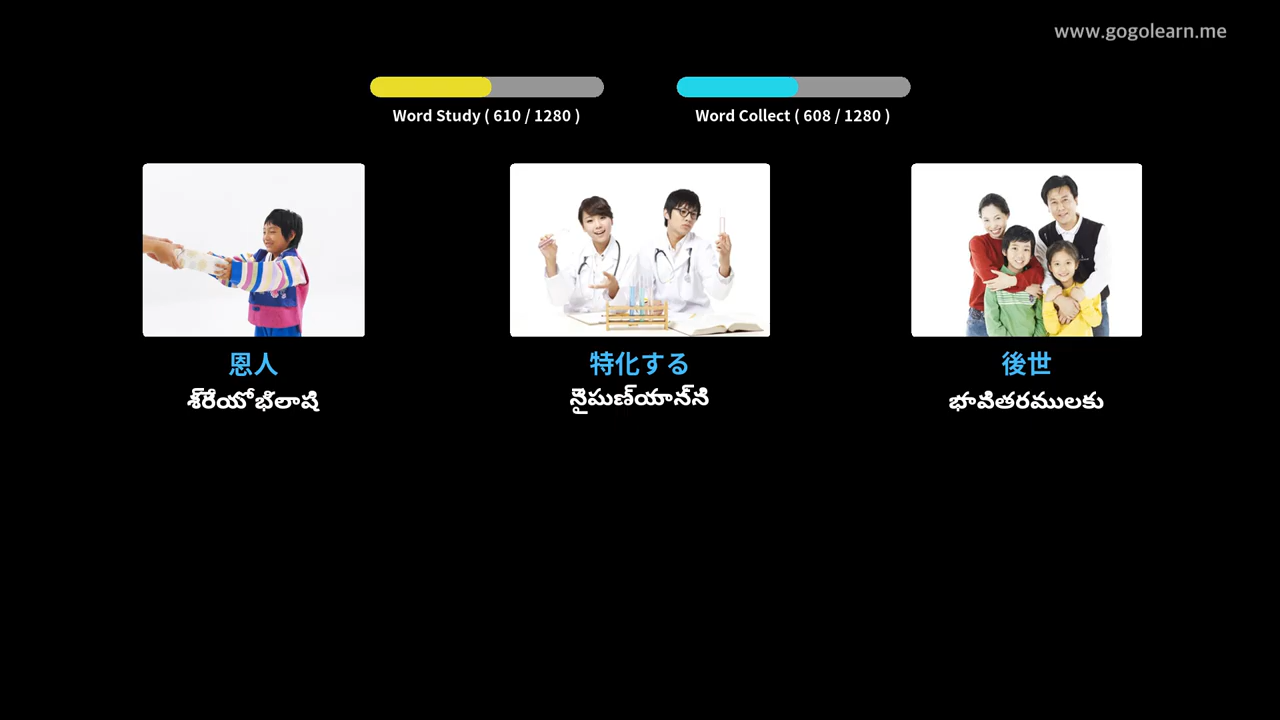 www.gogolearn.me
Word Study ( 610 / 1280 )
Word Collect ( 608 / 1280 )
恩人
特化する
後世
శ్రేయోభిలాషి
నైపుణ్యాన్ని
భావితరములకు